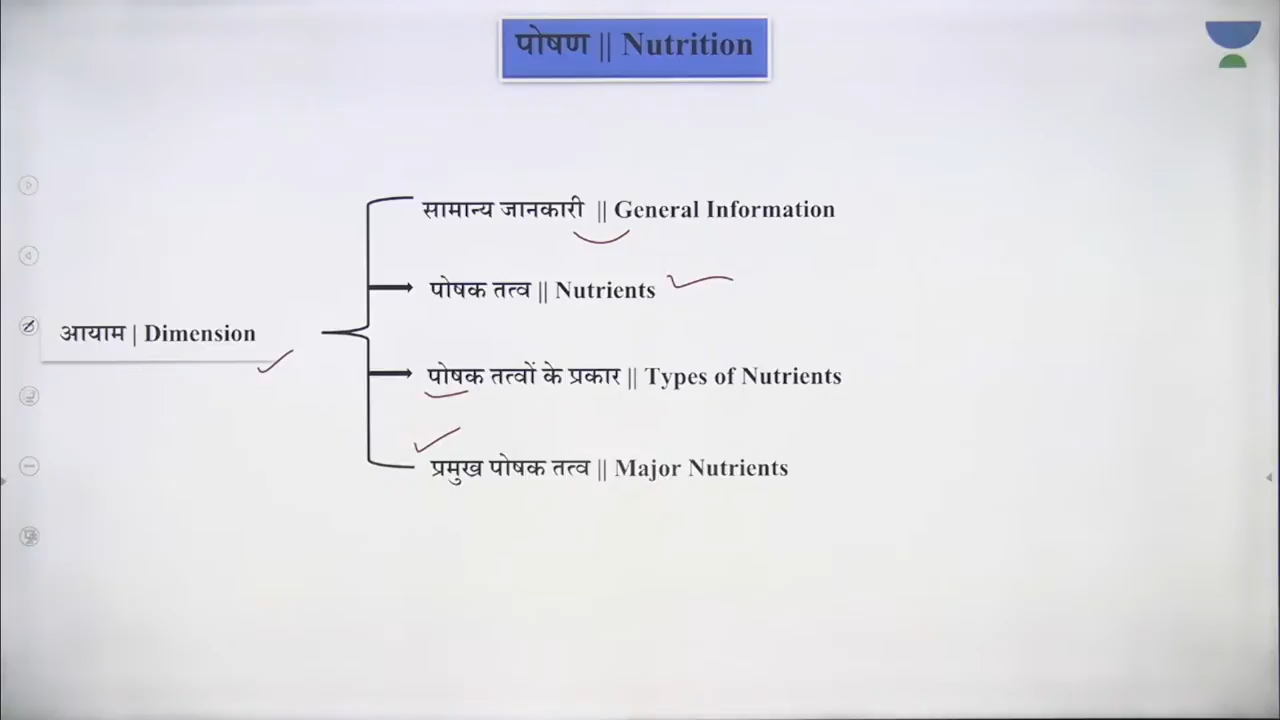 पोषण || Nutrition
सामान्य जानकारी || General Information
पोषक तत्व || Nutrients
आयाम | Dimension
पोषक तत्वों के प्रकार || Types of Nutrients
प्रमुख पोषक तत्व || Major Nutrients